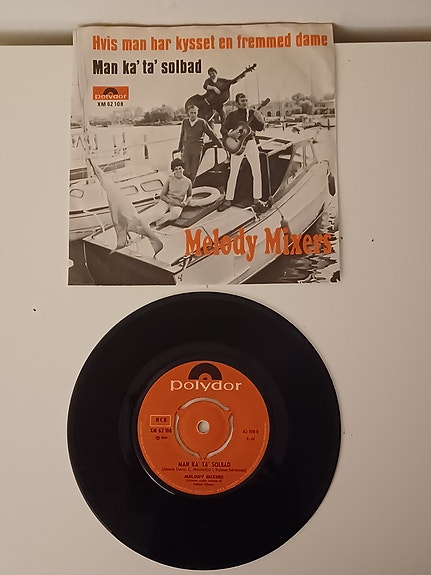 Hvis man har kysset en fremmed dame
Man ka' ta' solbad
Polydor
XM 62 108
Melody Mixers
Polydor
NCB
XM 62 108
MAN KA' TA' SOLBAD
MELODY MIXERS